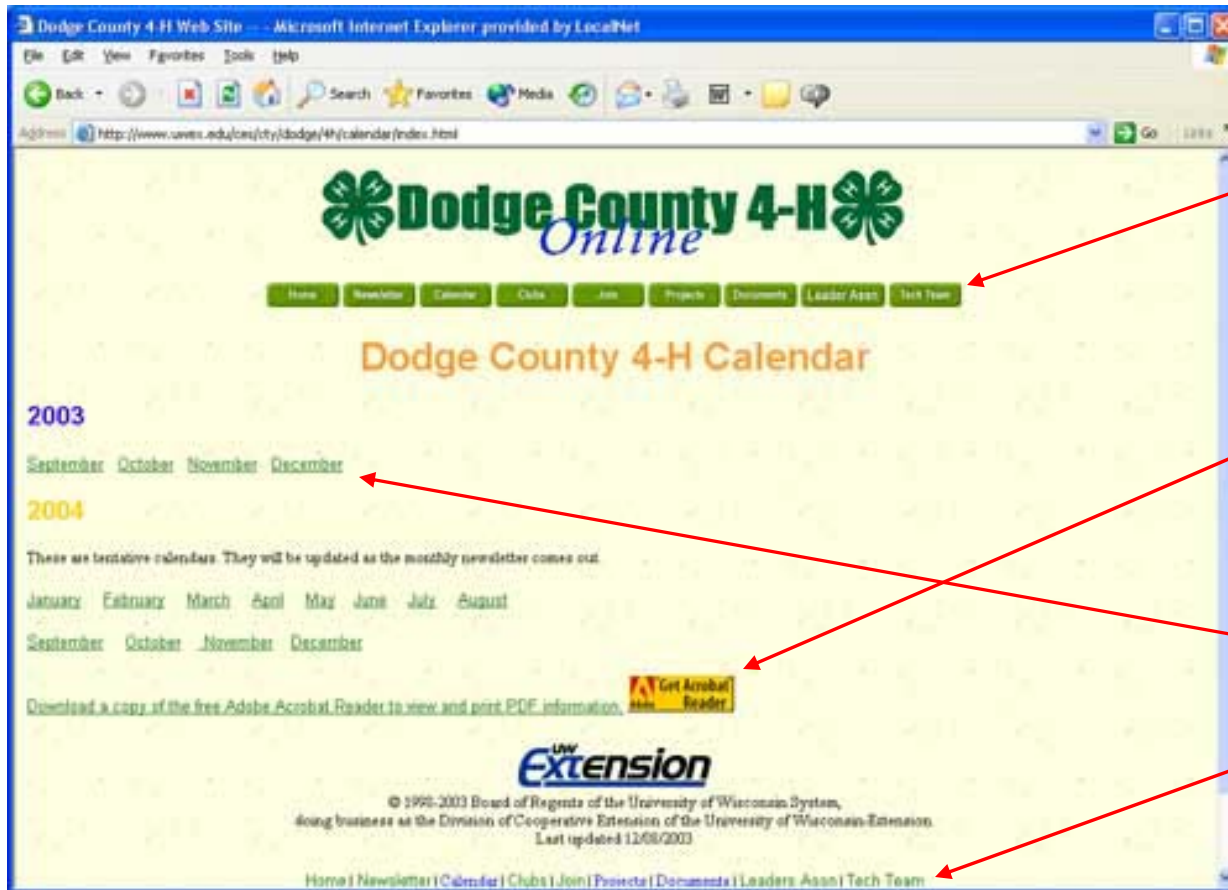 Dodge County 4-H Web Site --- - Microsoft Internet Explorer provided by LocalNet
File Edit View Favorites Tools Help
Back Search Favorites Media
Address http://www.uwex.edu/ces/cty/dodge/4h/calendar/index.html Go Links
H H H H Dodge County 4-H H H H H
Online
Home Newsletter Calendar Clubs Join Projects Documents Leader Assn Tech Team
Dodge County 4-H Calendar
2003
September October November December
2004
These are tentative calendars. They will be updated as the monthly newsletter comes out.
January February March April May June July August
September October November December
Download a copy of the free Adobe Acrobat Reader to view and print PDF information. Adobe Get Acrobat Reader
UW Extension
© 1998-2003 Board of Regents of the University of Wisconsin System,
doing business as the Division of Cooperative Extension of the University of Wisconsin-Extension.
Last updated 12/08/2003
Home | Newsletter | Calendar | Clubs | Join | Projects | Documents | Leaders Assn | Tech Team